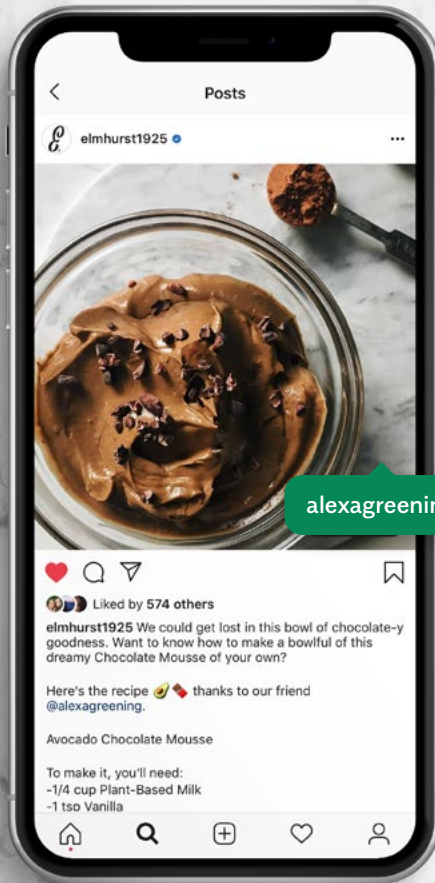 Posts
elmhurst1925
alexagreenin
Liked by 574 others
elmhurst1925 We could get lost in this bowl of chocolate-y
goodness. Want to know how to make a bowlful of this
dreamy Chocolate Mousse of your own?
Here's the recipe 🥑🍫 thanks to our friend
@alexagreening.
Avocado Chocolate Mousse
To make it, you'll need:
-1/4 cup Plant-Based Milk
-1 tsp Vanilla